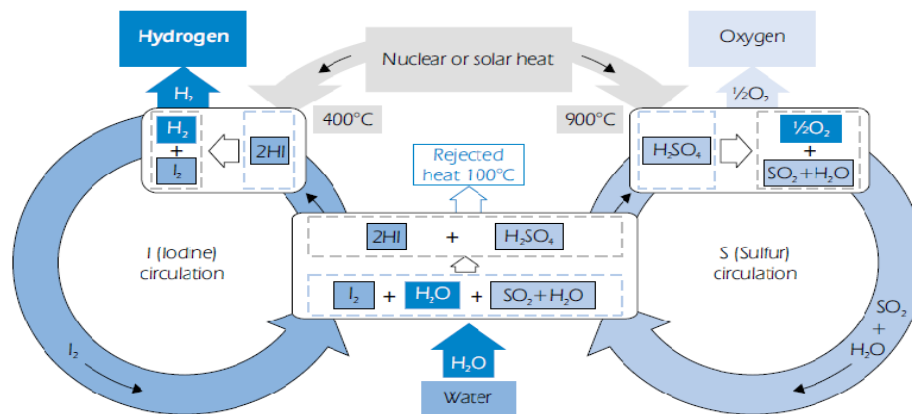 Hydrogen
Nuclear or solar heat
Oxygen
H₂
½O₂
400°C
900°C
H₂
+
I₂
2HI
H₂SO₄
½O₂
+
SO₂+H₂O
Rejected
heat 100°C
2HI + H₂SO₄
I₂ + H₂O + SO₂+H₂O
I (Iodine)
circulation
S (Sulfur)
circulation
I₂
SO₂
+
H₂O
H₂O
Water